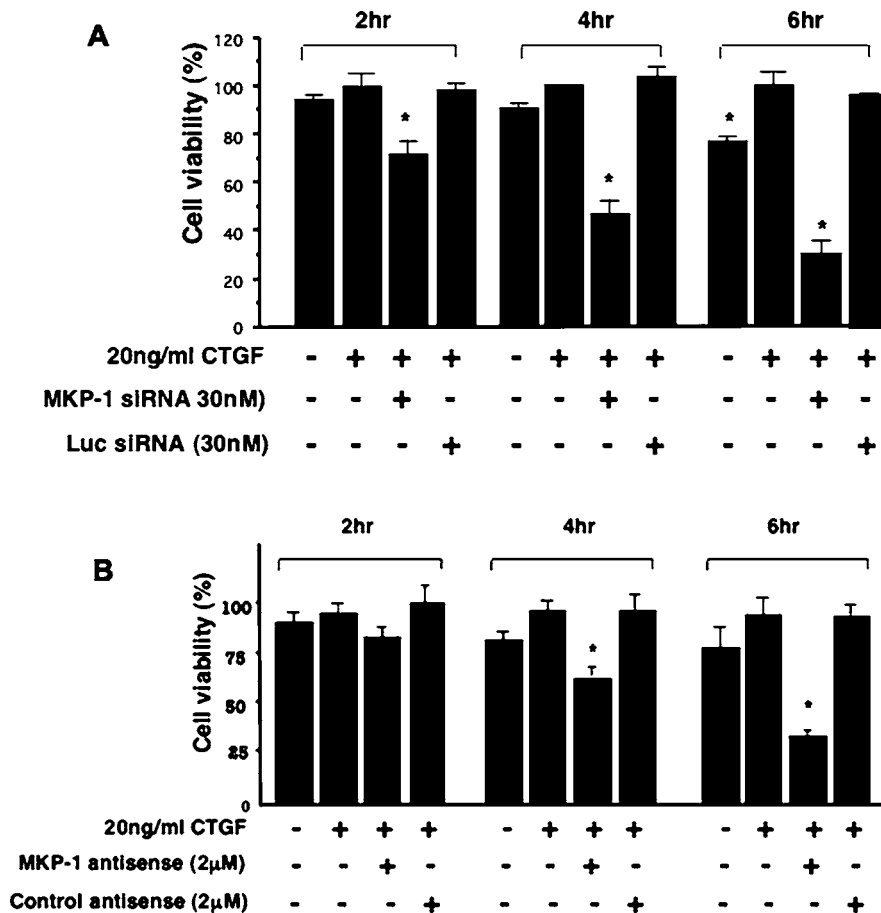 A
2hr 4hr 6hr
Cell viability (%)
120
100
80
60
40
20
0
* * * *
20ng/ml CTGF - + + + - + + + - + + +
MKP-1 siRNA 30nM) - - + - - - + - - - + -
Luc siRNA (30nM) - - - + - - - + - - - +
B
2hr 4hr 6hr
Cell viability (%)
100
75
50
25
0
* *
20ng/ml CTGF - + + + - + + + - + + +
MKP-1 antisense (2μM) - - + - - - + - - - + -
Control antisense (2μM) - - - + - - - + - - - +